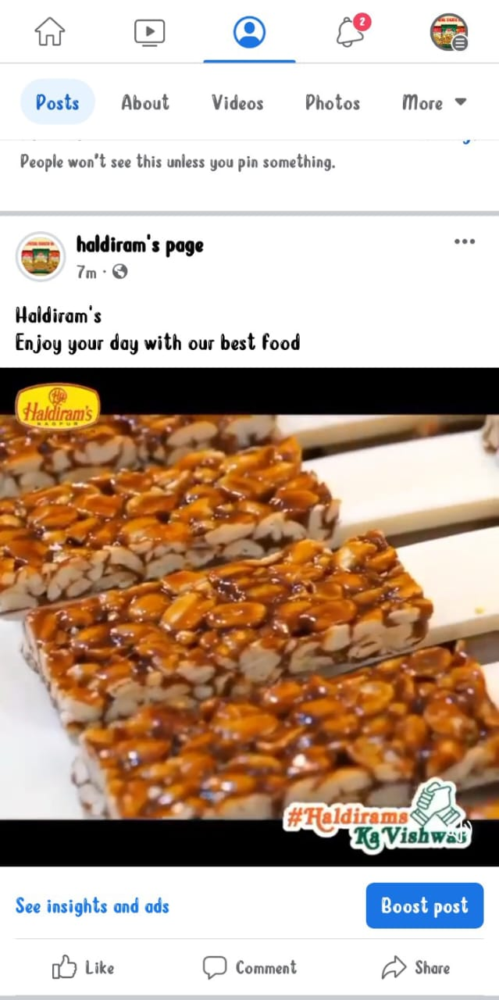 2
Posts About Videos Photos More
People won't see this unless you pin something.
haldiram's page
7m ·
Haldiram's
Enjoy your day with our best food
Haldiram's
NAGPUR
#Haldirams
Ka Vishwas
See insights and ads Boost post
Like Comment Share